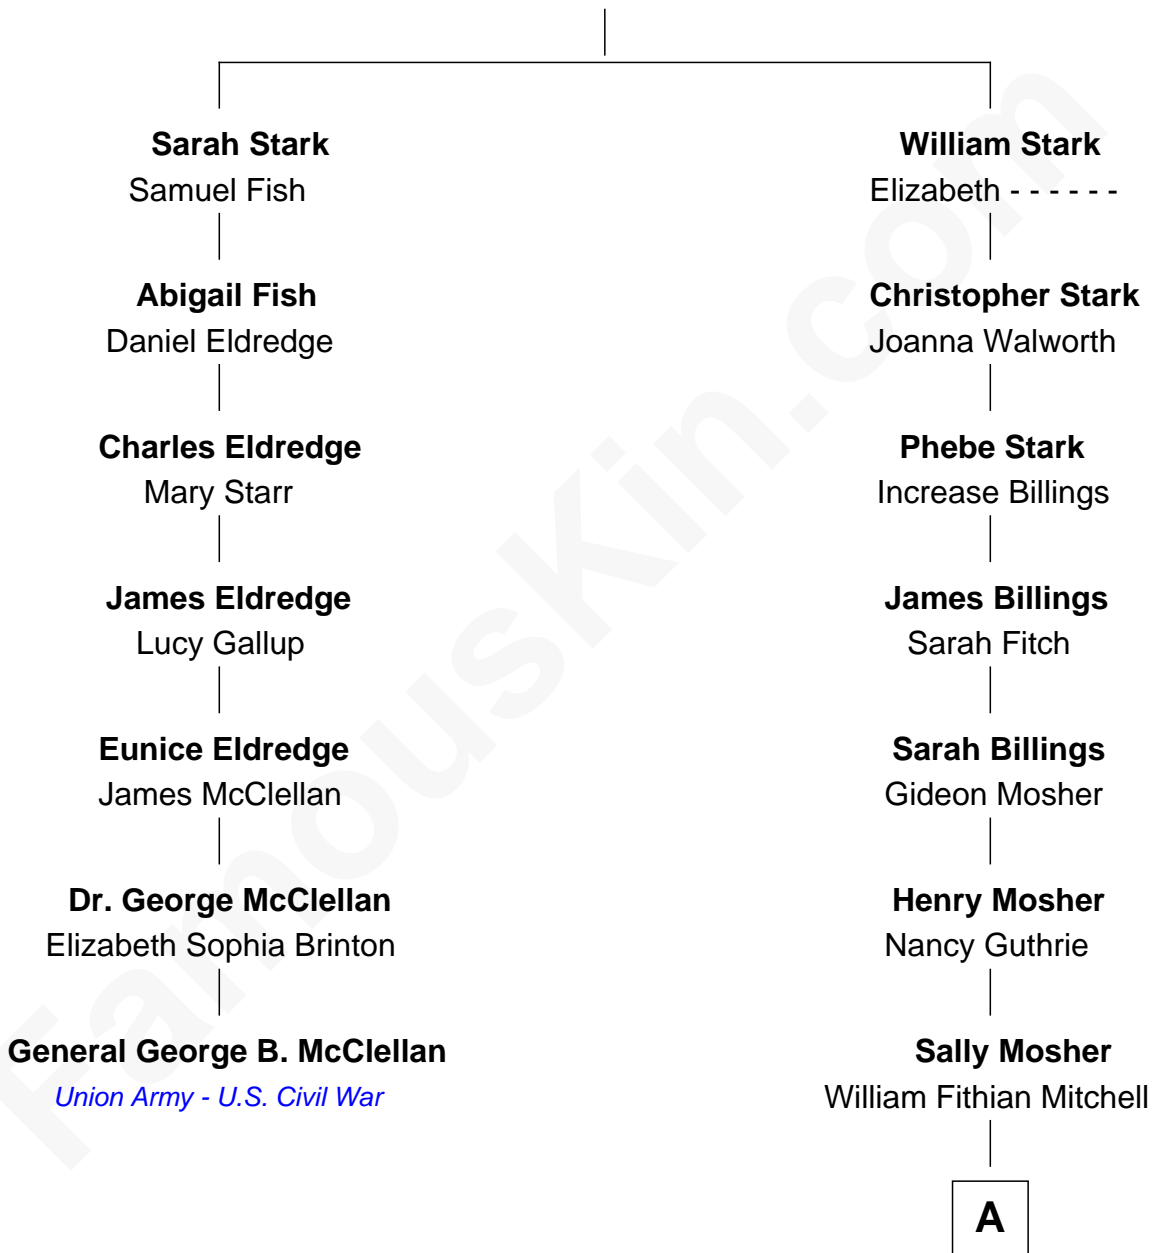 Sarah Stark
Samuel Fish
Abigail Fish
Daniel Eldredge
Charles Eldredge
Mary Starr
James Eldredge
Lucy Gallup
Eunice Eldredge
James McClellan
Dr. George McClellan
Elizabeth Sophia Brinton
General George B. McClellan
Union Army - U.S. Civil War
William Stark
Elizabeth - - - - - -
Christopher Stark
Joanna Walworth
Phebe Stark
Increase Billings
James Billings
Sarah Fitch
Sarah Billings
Gideon Mosher
Henry Mosher
Nancy Guthrie
Sally Mosher
William Fithian Mitchell
A
FamousKin.com